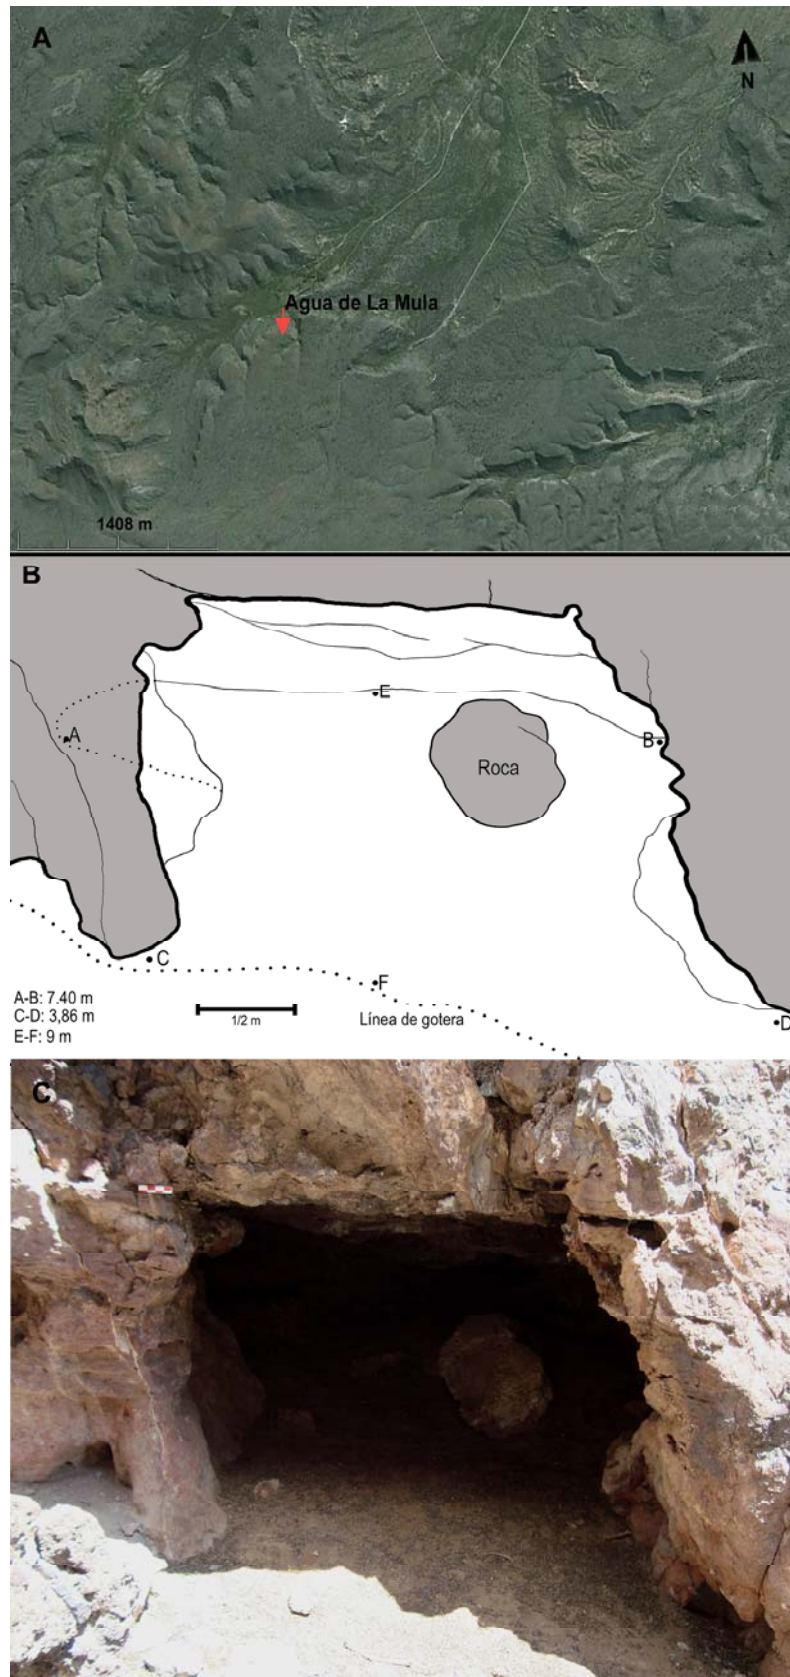 A
N
Agua de La Mula
1408 m
B
E
A
B
Roca
C
F
A-B: 7.40 m
C-D: 3,86 m
E-F: 9 m
1/2 m
Línea de gotera
D
C